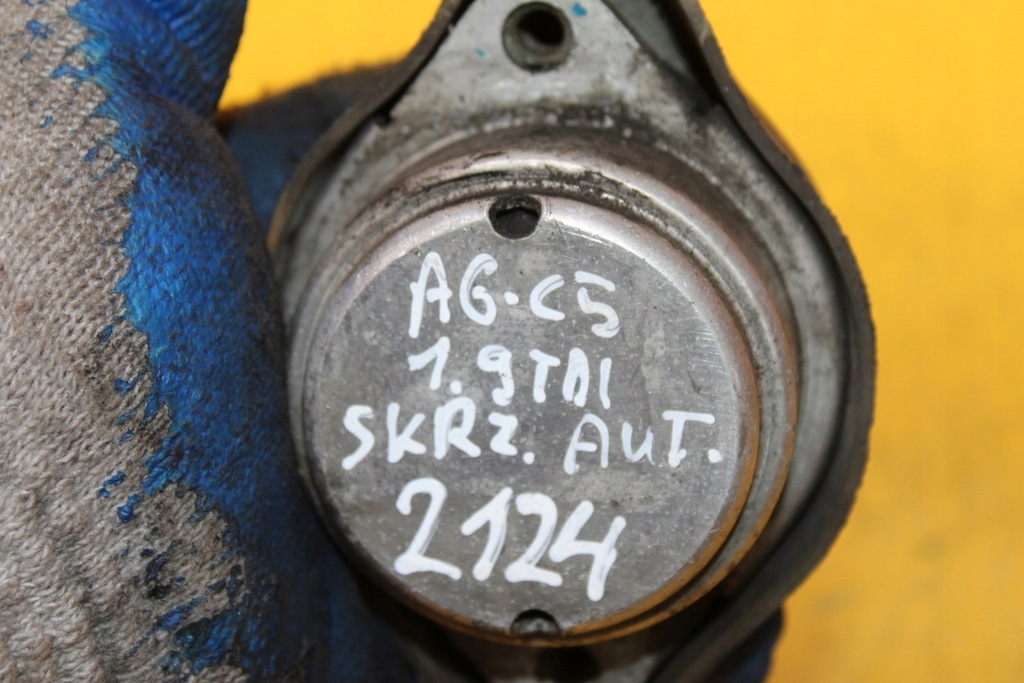 A6.C5
1.9TDI
SKRZ. AUT.
2124